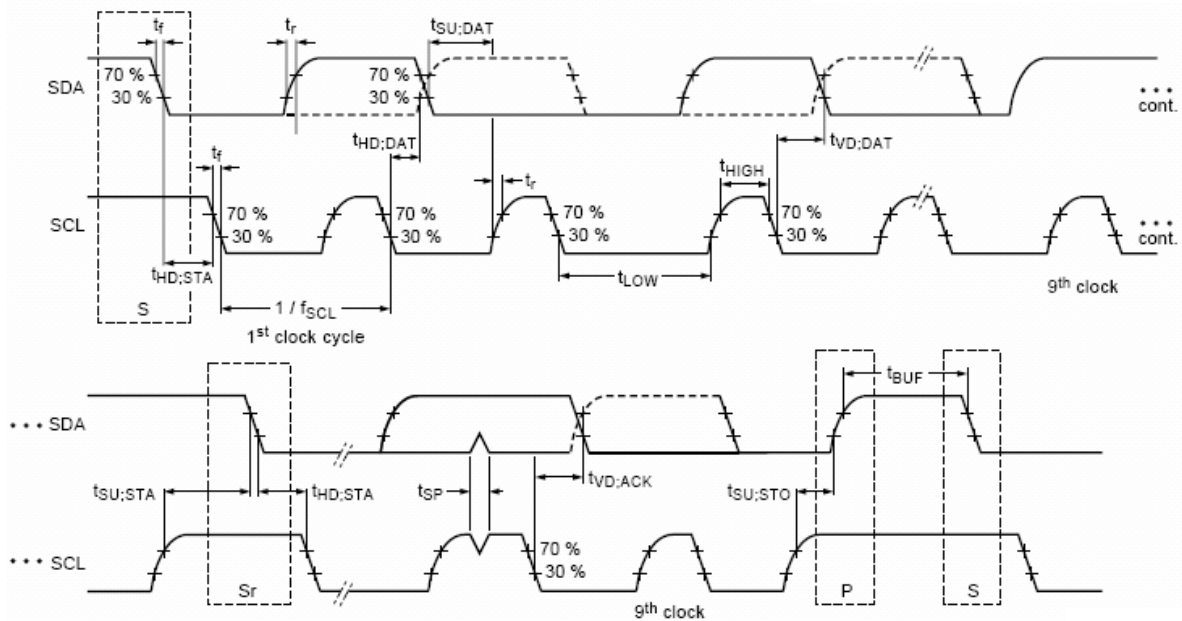 tf tr tSU;DAT
SDA 70 % 30 % 70 % 30 % • • • cont.
tHD;DAT tVD;DAT
tf tr tHIGH
SCL 70 % 30 % 70 % 30 % 70 % 30 % 70 % 30 % • • • cont.
tHD;STA tLOW
S 1 / fSCL 9th clock
1st clock cycle
tBUF
• • • SDA
tSU;STA tHD;STA tSP tVD;ACK tSU;STO
• • • SCL 70 % 30 %
Sr P S
9th clock